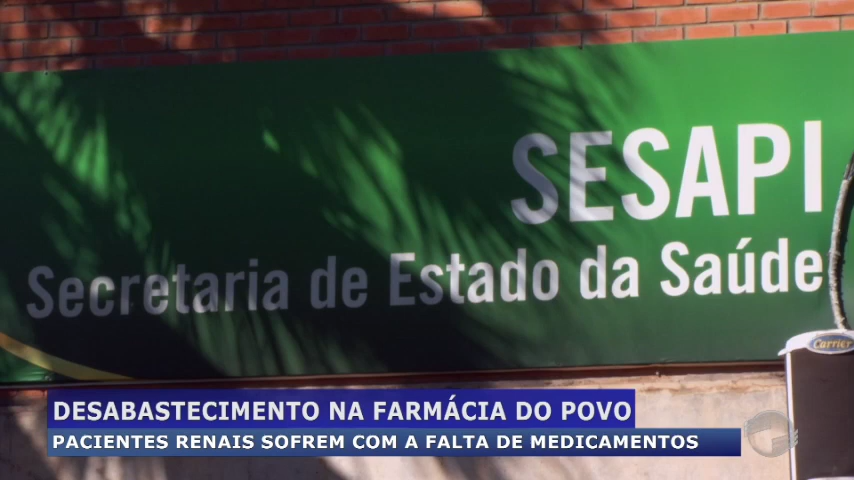 SESAPI
Secretaria de Estado da Saúde
Carrier
DESABASTECIMENTO NA FARMÁCIA DO POVO
PACIENTES RENAIS SOFREM COM A FALTA DE MEDICAMENTOS